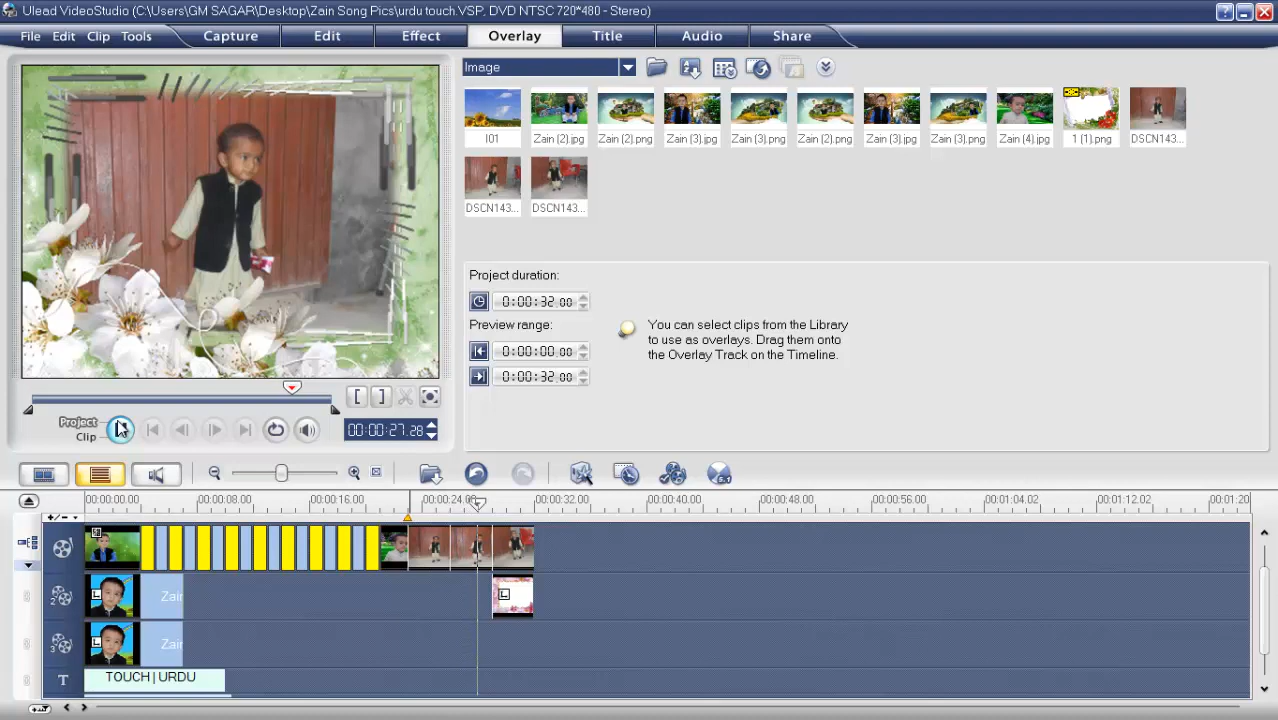 Ulead VideoStudio (C:\Users\GM SAGAR\Desktop\Zain Song Pics\urdu touch.VSP, DVD NTSC 720*480 - Stereo)
File Edit Clip Tools Capture Edit Effect Overlay Title Audio Share
Image
I01 Zain (2).jpg Zain (2).png Zain (3).jpg Zain (3).png Zain (2).png Zain (3).jpg Zain (3).png Zain (4).jpg 1 (1).png DSCN143...
DSCN143... DSCN143...
Project duration:
0:00:32.00
Preview range:
0:00:00.00
0:00:32.00
You can select clips from the Library
to use as overlays. Drag them onto
the Overlay Track on the Timeline.
Project
Clip
00:00:27.28
5.1
00:00:00.00 00:00:08.00 00:00:16.00 00:00:24.00 00:00:32.00 00:00:40.00 00:00:48.00 00:00:56.00 00:01:04.02 00:01:12.02 00:01:20
+/-
2 Zain
3 Zain
T TOUCH | URDU